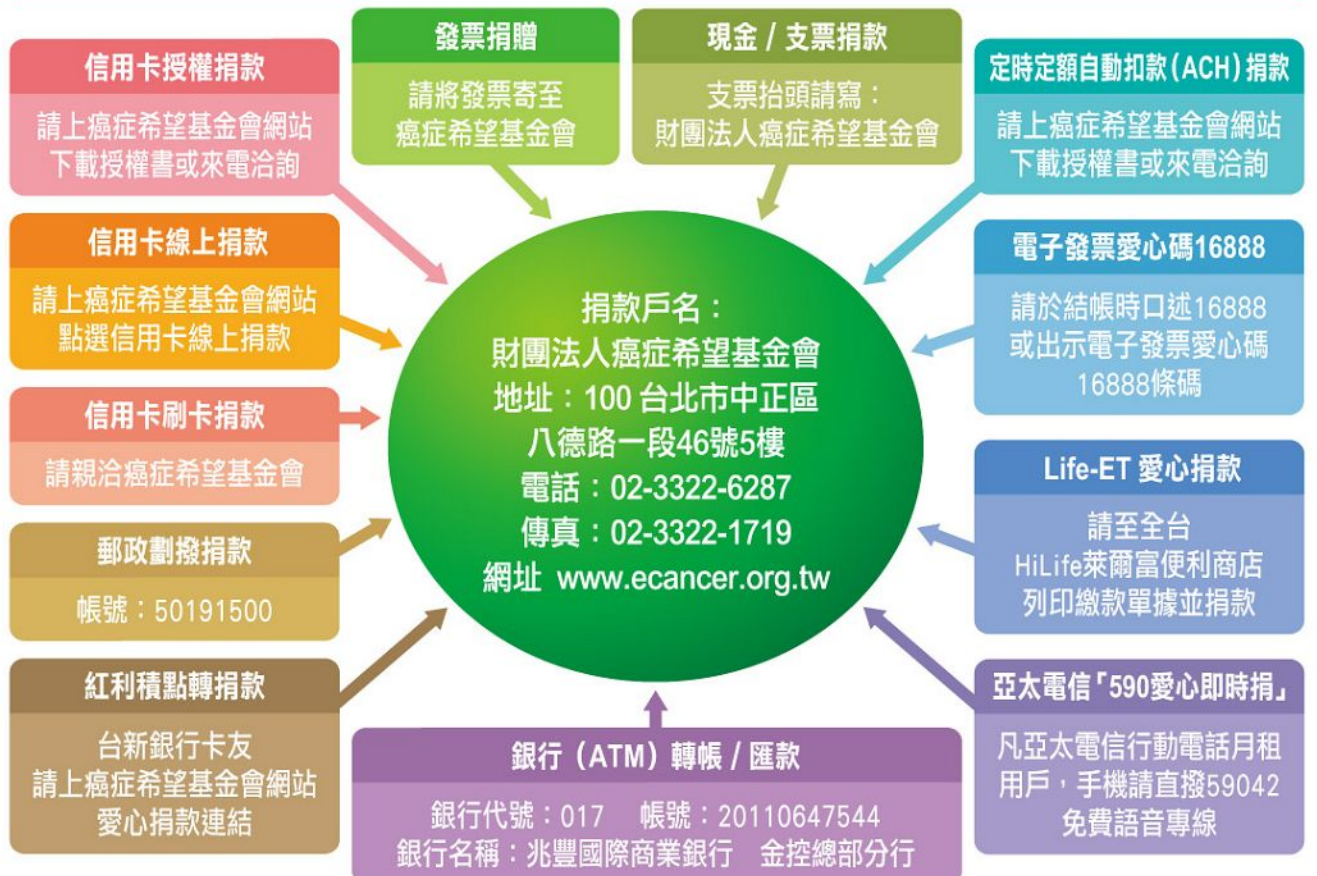 信用卡授權捐款
請上癌症希望基金會網站
下載授權書或來電洽詢
發票捐贈
請將發票寄至
癌症希望基金會
現金 / 支票捐款
支票抬頭請寫：
財團法人癌症希望基金會
定時定額自動扣款(ACH)捐款
請上癌症希望基金會網站
下載授權書或來電洽詢
信用卡線上捐款
請上癌症希望基金會網站
點選信用卡線上捐款
電子發票愛心碼16888
請於結帳時口述16888
或出示電子發票愛心碼
16888條碼
捐款戶名：
財團法人癌症希望基金會
地址：100 台北市中正區
八德路一段46號5樓
電話：02-3322-6287
傳真：02-3322-1719
網址 www.ecancer.org.tw
信用卡刷卡捐款
請親洽癌症希望基金會
Life-ET 愛心捐款
請至全台
HiLife萊爾富便利商店
列印繳款單據並捐款
郵政劃撥捐款
帳號：50191500
紅利積點轉捐款
台新銀行卡友
請上癌症希望基金會網站
愛心捐款連結
銀行（ATM）轉帳 / 匯款
銀行代號：017 帳號：20110647544
銀行名稱：兆豐國際商業銀行 金控總部分行
亞太電信「590愛心即時捐」
凡亞太電信行動電話月租
用戶，手機請直撥59042
免費語音專線